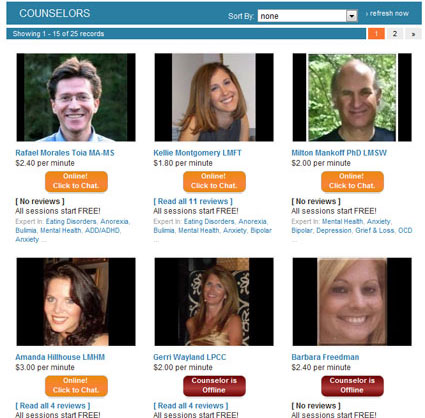 COUNSELORS
Sort By: none › refresh now
Showing 1 - 15 of 25 records 1 2 »
Rafael Morales Toia MA-MS
$2.40 per minute
Online!
Click to Chat.
[ No reviews ]
All sessions start FREE!
Expert In: Eating Disorders, Anorexia,
Bulimia, Mental Health, ADD/ADHD,
Anxiety ...
Kellie Montgomery LMFT
$1.80 per minute
Online!
Click to Chat.
[ Read all 11 reviews ]
All sessions start FREE!
Expert In: Eating Disorders, Anorexia,
Bulimia, Mental Health, Anxiety, Bipolar
...
Milton Mankoff PhD LMSW
$2.00 per minute
Online!
Click to Chat.
[ No reviews ]
All sessions start FREE!
Expert In: Mental Health, Anxiety,
Bipolar, Depression, Grief & Loss, OCD
...
Amanda Hillhouse LMHM
$3.00 per minute
Online!
Click to Chat.
[ Read all 4 reviews ]
All sessions start FREE!
Gerri Wayland LPCC
$2.00 per minute
Counselor is
Offline
[ Read all 4 reviews ]
All sessions start FREE!
Barbara Freedman
$2.40 per minute
Counselor is
Offline
[ No reviews ]
All sessions start FREE!